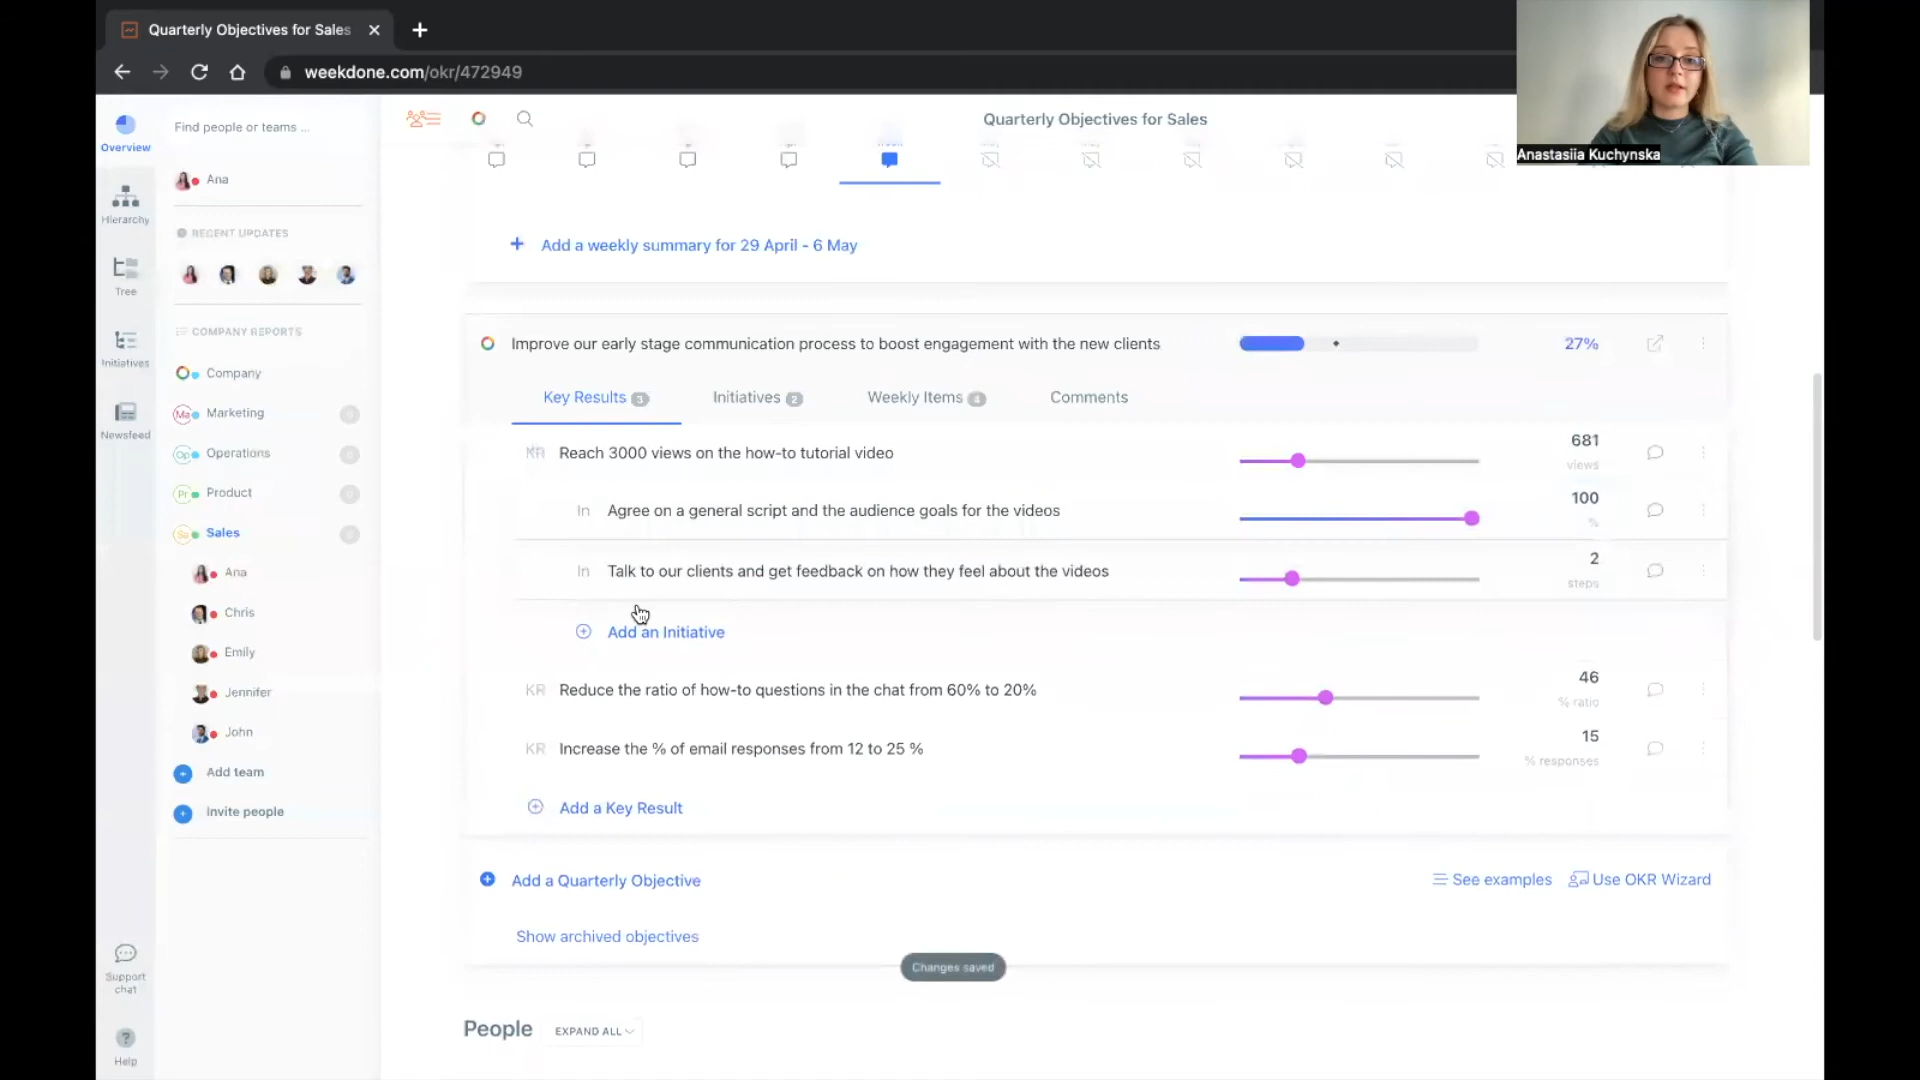 Quarterly Objectives for Sales
weekdone.com/okr/472949
Anastasiia Kuchynska
Overview
Hierarchy
Tree
Initiatives
Newsfeed
Support
chat
Help
Find people or teams ...
Ana
RECENT UPDATES
COMPANY REPORTS
Company
Ma Marketing 0
Op Operations 0
Pr Product 0
Sa Sales 0
Ana
Chris
Emily
Jennifer
John
Add team
Invite people
Quarterly Objectives for Sales
Add a weekly summary for 29 April - 6 May
Improve our early stage communication process to boost engagement with the new clients 27%
Key Results 3 Initiatives 2 Weekly Items 4 Comments
KR Reach 3000 views on the how-to tutorial video 681
views
In Agree on a general script and the audience goals for the videos 100
%
In Talk to our clients and get feedback on how they feel about the videos 2
steps
Add an Initiative
KR Reduce the ratio of how-to questions in the chat from 60% to 20% 46
% ratio
KR Increase the % of email responses from 12 to 25 % 15
% responses
Add a Key Result
Add a Quarterly Objective See examples Use OKR Wizard
Show archived objectives
Changes saved
People EXPAND ALL